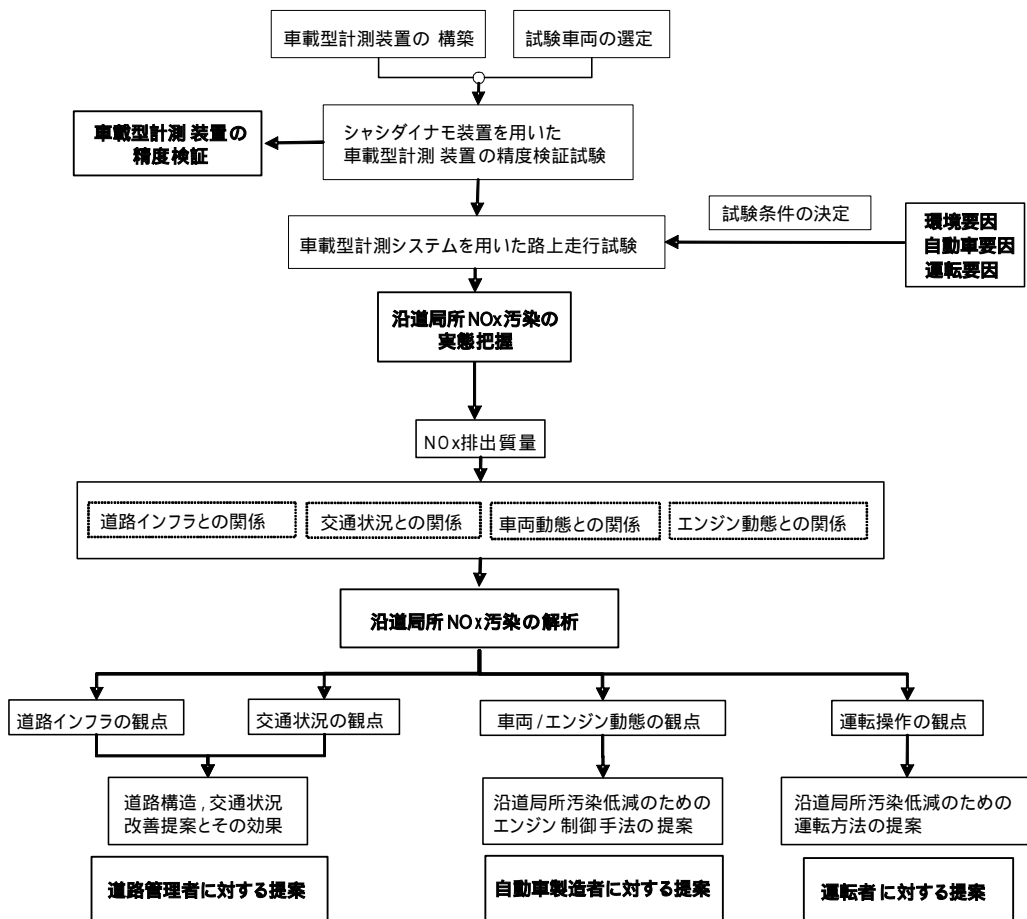 車載型計測装置の 構築
試験車両の選定
車載型計測 装置の
精度検証
シャシダイナモ装置を用いた
車載型計測 装置の精度検証試験
試験条件の決定
環境要因
自動車要因
運転要因
車載型計測システムを用いた路上走行試験
沿道局所NOx汚染の
実態把握
NOx排出質量
道路インフラとの関係
交通状況との関係
車両動態との関係
エンジン動態との関係
沿道局所NOx汚染の解析
道路インフラの観点
交通状況の観点
車両/エンジン動態の観点
運転操作の観点
道路構造,交通状況
改善提案とその効果
沿道局所汚染低減のための
エンジン制御手法の提案
沿道局所汚染低減のための
運転方法の提案
道路管理者に対する提案
自動車製造者に対する提案
運転者に対する提案